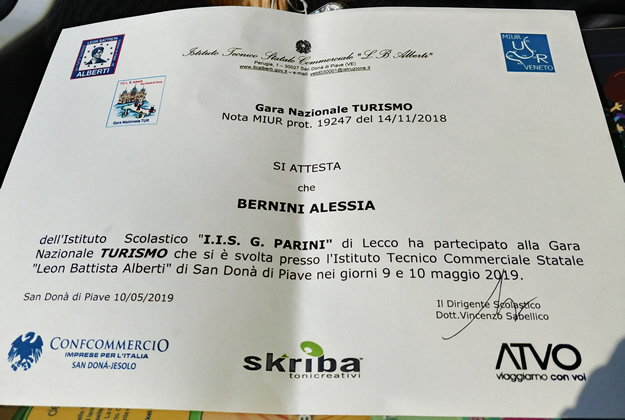 LEON BATTISTA
ALBERTI
Istituto Tecnico Statale Commerciale "L. B. Alberti"
Perugia, 1 - 30027 San Donà di Piave (VE)
MIUR
VENETO
Gara Nazionale TUR
Gara Nazionale TURISMO
Nota MIUR prot. 19247 del 14/11/2018
SI ATTESTA
che
BERNINI ALESSIA
dell'Istituto Scolastico "I.I.S. G. PARINI" di Lecco ha partecipato alla Gara
Nazionale TURISMO che si è svolta presso l'Istituto Tecnico Commerciale Statale
"Leon Battista Alberti" di San Donà di Piave nei giorni 9 e 10 maggio 2019.
San Donà di Piave 10/05/2019
Il Dirigente Scolastico
Dott.Vincenzo Sabellico
CONFCOMMERCIO
IMPRESE PER L'ITALIA
SAN DONÀ-JESOLO
skriba
tonicreativi
ATVO
viaggiamo con voi